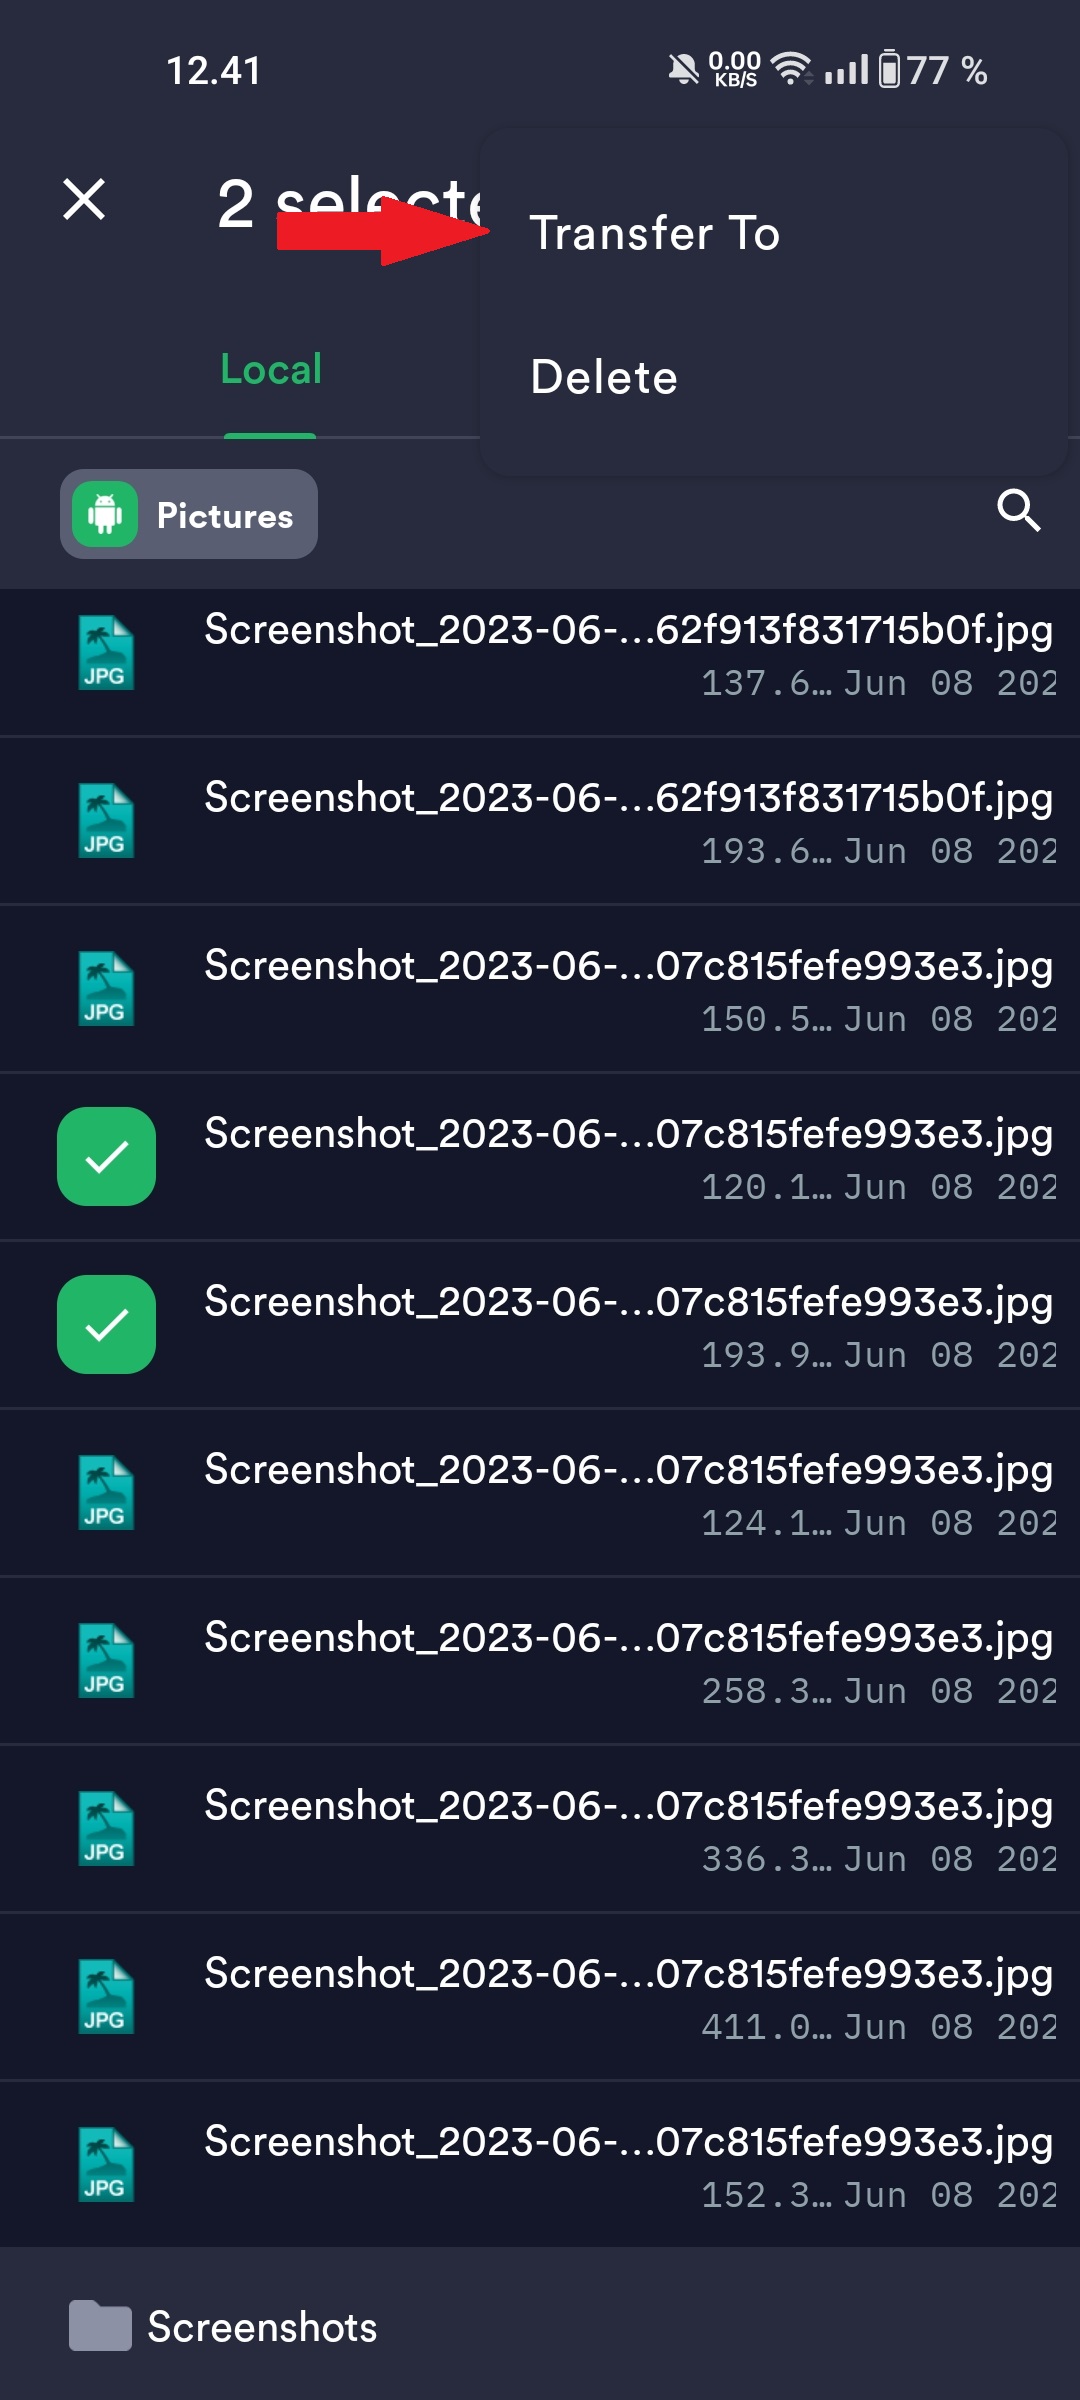 12.41
0.00
KB/S
77 %
2 selecte
Transfer To
Delete
Local
Pictures
JPG
Screenshot_2023-06-...62f913f831715b0f.jpg
137.6… Jun 08 202
JPG
Screenshot_2023-06-...62f913f831715b0f.jpg
193.6… Jun 08 202
JPG
Screenshot_2023-06-...07c815fefe993e3.jpg
150.5… Jun 08 202
Screenshot_2023-06-...07c815fefe993e3.jpg
120.1… Jun 08 202
Screenshot_2023-06-...07c815fefe993e3.jpg
193.9… Jun 08 202
JPG
Screenshot_2023-06-...07c815fefe993e3.jpg
124.1… Jun 08 202
JPG
Screenshot_2023-06-...07c815fefe993e3.jpg
258.3… Jun 08 202
JPG
Screenshot_2023-06-...07c815fefe993e3.jpg
336.3… Jun 08 202
JPG
Screenshot_2023-06-...07c815fefe993e3.jpg
411.0… Jun 08 202
JPG
Screenshot_2023-06-...07c815fefe993e3.jpg
152.3… Jun 08 202
Screenshots